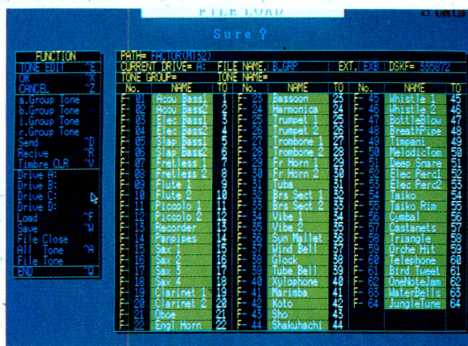 FILE LOAD
Sure ?
FUNCTION
TONE EDIT ^E
OK ^X
CANCEL ^Z
a.Group Tone
b.Group Tone
i.Group Tone
r.Group Tone
Send ^D
Recive ^R
Timbre CLR ^V
Drive A:
Drive B:
Drive C:
Drive D:
Load ^F
Save ^W
File Close
All Tone ^A
File Tone
END ^Q
PATH= FACTOR(MT32)
CURRENT DRIVE= A: FILE NAME. B_GRP EXT. EXB DSKF= 385872
TONE GROUP= TONE NAME=
No. NAME TO No. NAME TO No. NAME TO
F- 01 Acou Bass1 1 F- 23 Bassoon 23 F- 45 Whistle 1 45
F- 02 Acou Bass2 2 F- 24 Harmonica 24 F- 46 Whistle 2 46
F- 03 Elec Bass1 3 F- 25 Trumpet 1 25 F- 47 BottleBlow 47
F- 04 Elec Bass2 4 F- 26 Trumpet 2 26 F- 48 BreathPipe 48
F- 05 Slap Bass1 5 F- 27 Trombone 1 27 F- 49 Timpani 49
F- 06 Slap Bass2 6 F- 28 Trombone 2 28 F- 50 MelodicTom 50
F- 07 Fretless 1 7 F- 29 Fr Horn 1 29 F- 51 Deep Snare 51
F- 08 Fretless 2 8 F- 30 Fr Horn 2 30 F- 52 Elec Perc1 52
F- 09 Flute 1 9 F- 31 Tuba 31 F- 53 Elec Perc2 53
F- 10 Flute 2 10 F- 32 Brs Sect 1 32 F- 54 Taiko 54
F- 11 Piccolo 1 11 F- 33 Brs Sect 2 33 F- 55 Taiko Rim 55
F- 12 Piccolo 2 12 F- 34 Vibe 1 34 F- 56 Cymbal 56
F- 13 Recorder 13 F- 35 Vibe 2 35 F- 57 Castanets 57
F- 14 Panpipes 14 F- 36 Syn Mallet 36 F- 58 Triangle 58
F- 15 Sax 1 15 F- 37 Wind Bell 37 F- 59 Orche Hit 59
F- 16 Sax 2 16 F- 38 Glock 38 F- 60 Telephone 60
F- 17 Sax 3 17 F- 39 Tube Bell 39 F- 61 Bird Tweet 61
F- 18 Sax 4 18 F- 40 Xylophone 40 F- 62 OneNoteJam 62
F- 19 Clarinet 1 19 F- 41 Marimba 41 F- 63 WaterBells 63
F- 20 Clarinet 2 20 F- 42 Koto 42 F- 64 JungleTune 64
F- 21 Oboe 21 F- 43 Sho 43
F- 22 Engl Horn 22 F- 44 Shakuhachi 44